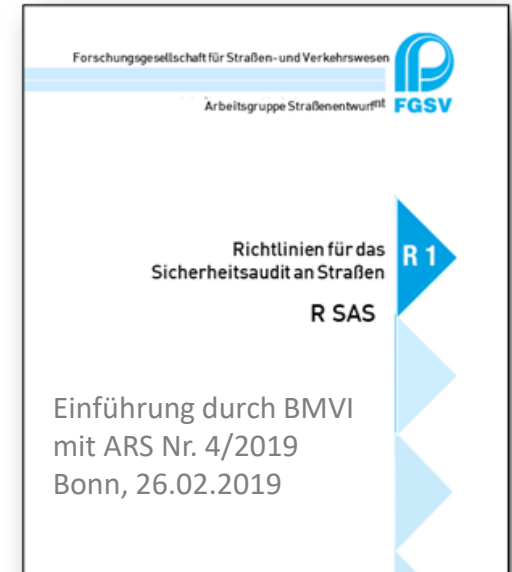 Forschungsgesellschaft für Straßen- und Verkehrswesen
Arbeitsgruppe Straßenentwurf
FGSV
Richtlinien für das
Sicherheitsaudit an Straßen
R 1
R SAS
Einführung durch BMVI
mit ARS Nr. 4/2019
Bonn, 26.02.2019